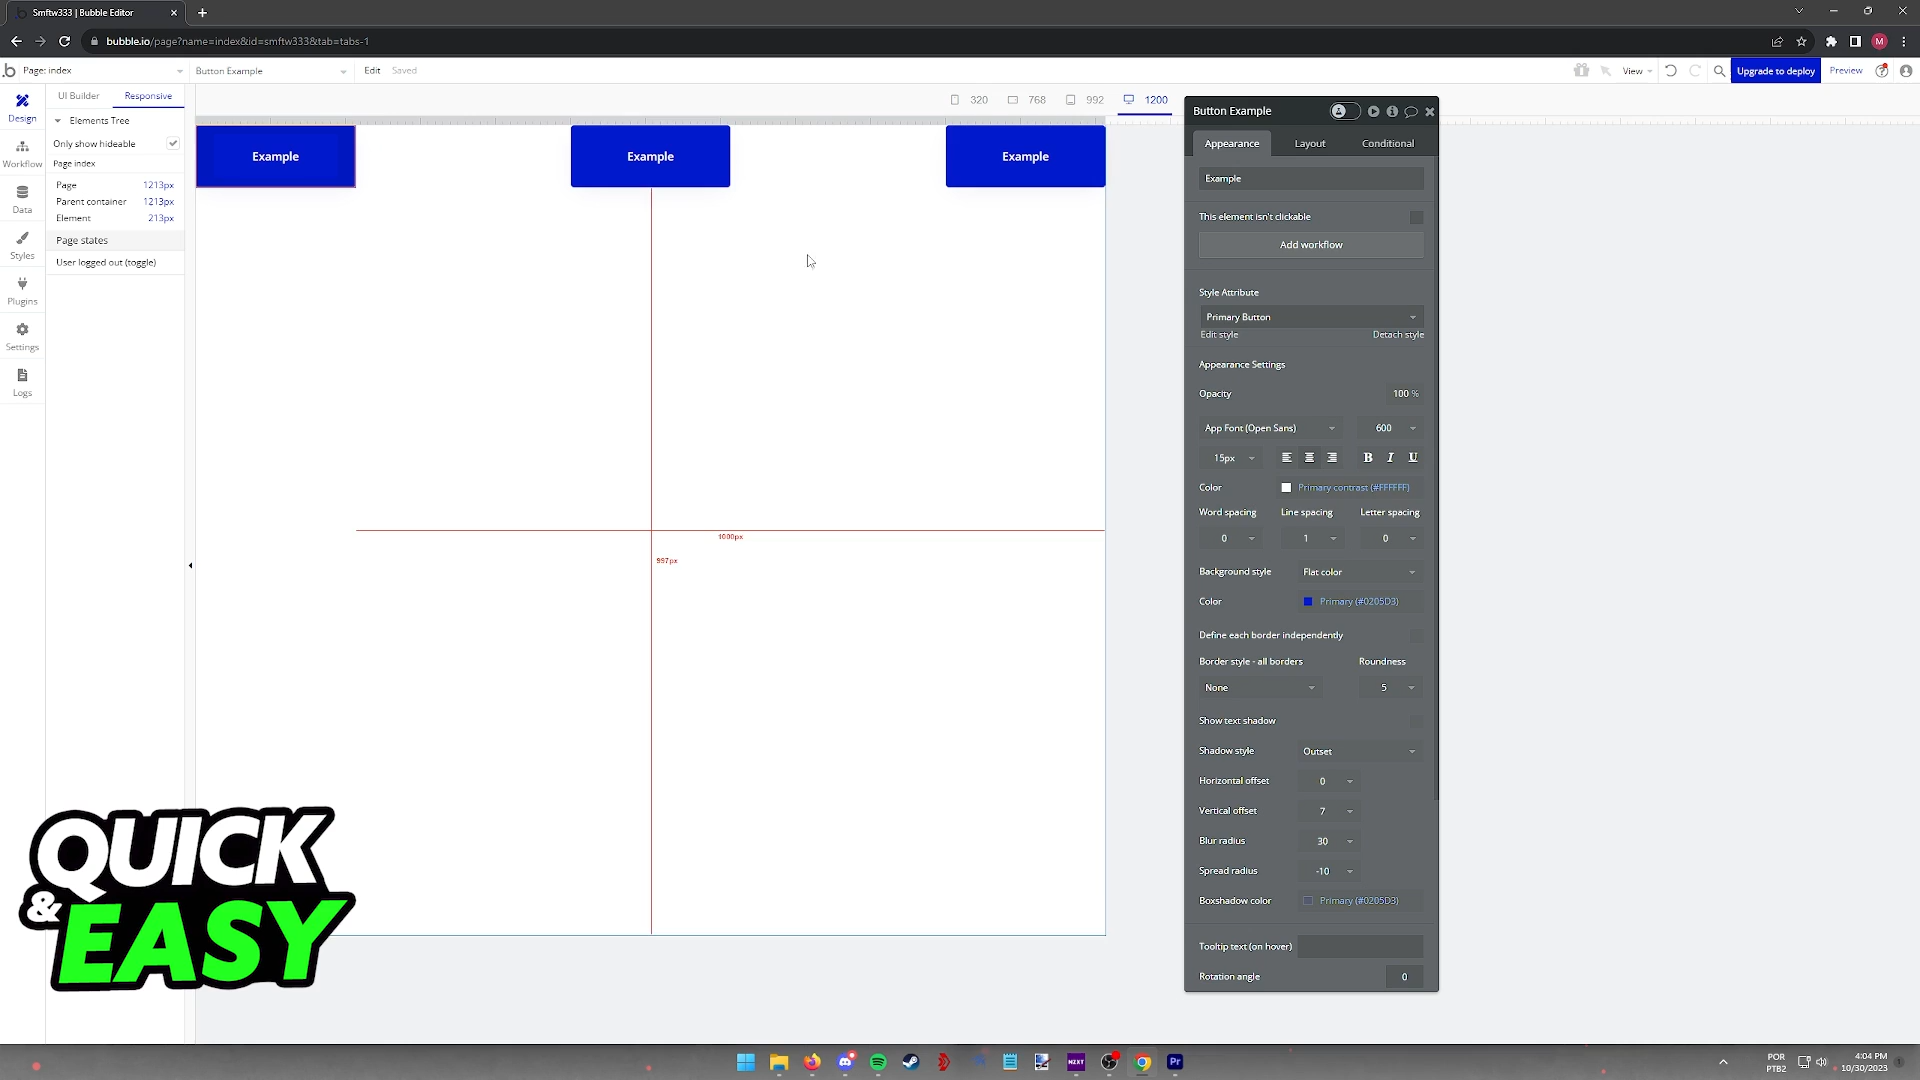 Smftw333 | Bubble Editor
bubble.io/page?name=index&id=smftw333&tab=tabs-1
M
Page: index
Button Example
Edit
Saved
View
Upgrade to deploy
Preview
Design
Workflow
Data
Styles
Plugins
Settings
Logs
UI Builder
Responsive
Elements Tree
Only show hideable
Page index
Page 1213px
Parent container 1213px
Element 213px
Page states
User logged out (toggle)
320
768
992
1200
Example
Example
Example
1000px
997px
Button Example
Appearance
Layout
Conditional
Example
This element isn't clickable
Add workflow
Style Attribute
Primary Button
Edit style
Detach style
Appearance Settings
Opacity 100 %
App Font (Open Sans) 600
15px
B I U
Color Primary contrast (#FFFFFF)
Word spacing Line spacing Letter spacing
0 1 0
Background style Flat color
Color Primary (#0205D3)
Define each border independently
Border style - all borders Roundness
None 5
Show text shadow
Shadow style Outset
Horizontal offset 0
Vertical offset 7
Blur radius 30
Spread radius -10
Boxshadow color Primary (#0205D3)
Tooltip text (on hover)
Rotation angle 0
QUICK
& EASY
NZXT
Pr
POR
PTB2
4:04 PM
10/30/2023
1